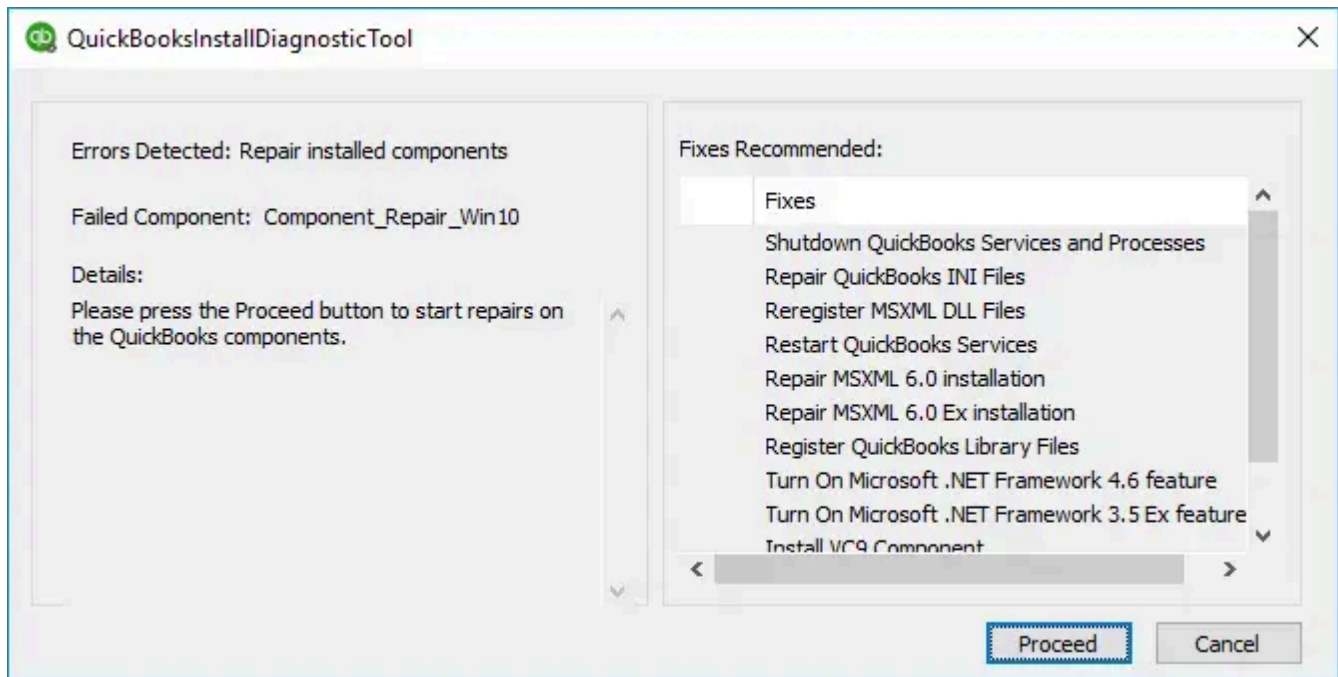 QuickBooksInstallDiagnosticTool
Errors Detected: Repair installed components
Failed Component: Component_Repair_Win10
Details:
Please press the Proceed button to start repairs on
the QuickBooks components.
Fixes Recommended:
Fixes
Shutdown QuickBooks Services and Processes
Repair QuickBooks INI Files
Reregister MSXML DLL Files
Restart QuickBooks Services
Repair MSXML 6.0 installation
Repair MSXML 6.0 Ex installation
Register QuickBooks Library Files
Turn On Microsoft .NET Framework 4.6 feature
Turn On Microsoft .NET Framework 3.5 Ex feature
Install VC9 Component
Proceed
Cancel